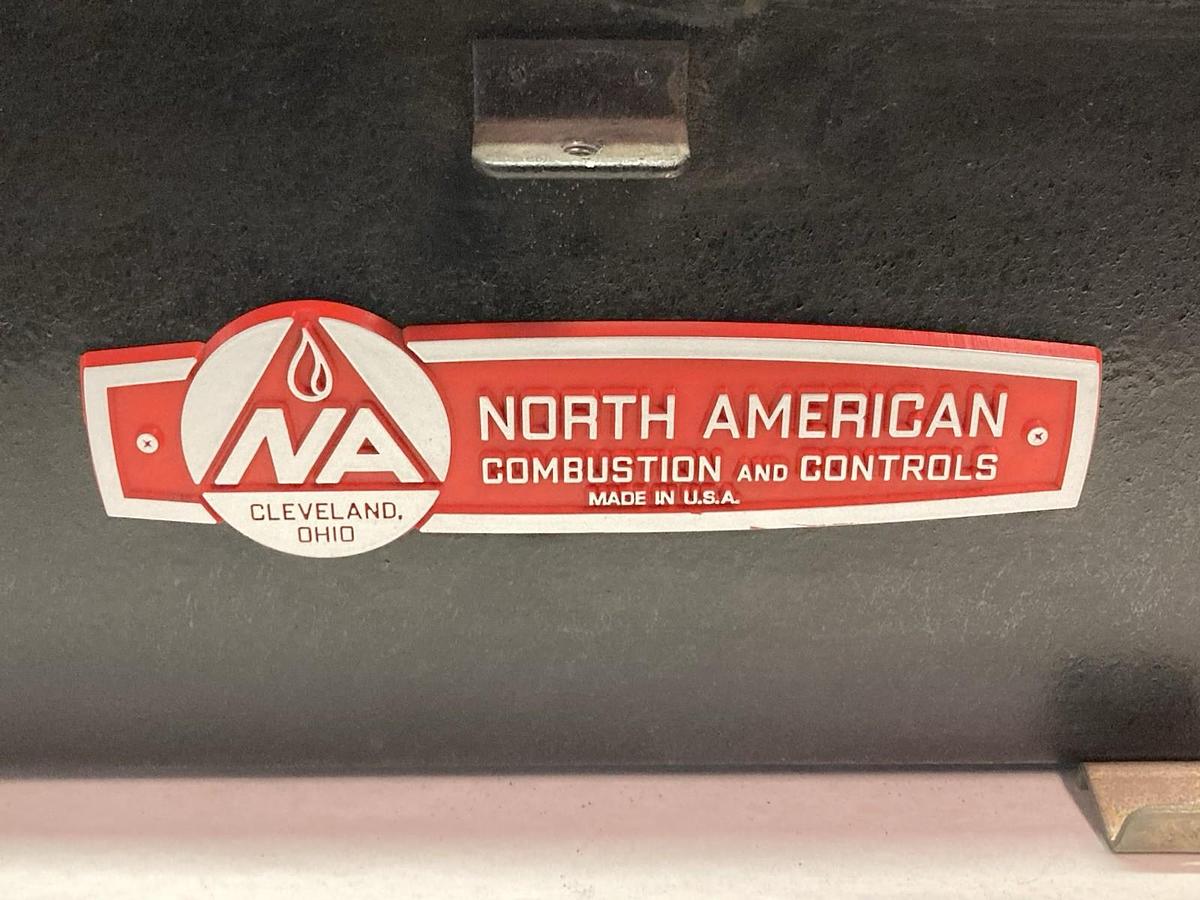 NA
CLEVELAND,
OHIO
NORTH AMERICAN
COMBUSTION AND CONTROLS
MADE IN U.S.A.